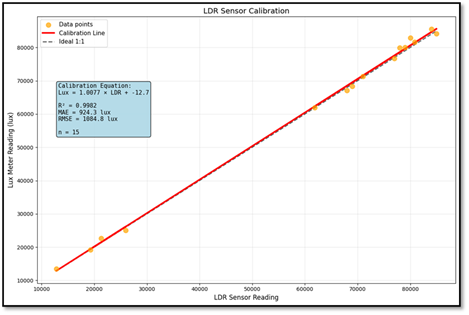 LDR Sensor Calibration
Data points
Calibration Line
Ideal 1:1
Calibration Equation:
Lux = 1.0077 × LDR + -12.7
R² = 0.9982
MAE = 924.3 lux
RMSE = 1084.8 lux
n = 15
Lux Meter Reading (lux)
80000
70000
60000
50000
40000
30000
20000
10000
10000 20000 30000 40000 50000 60000 70000 80000
LDR Sensor Reading